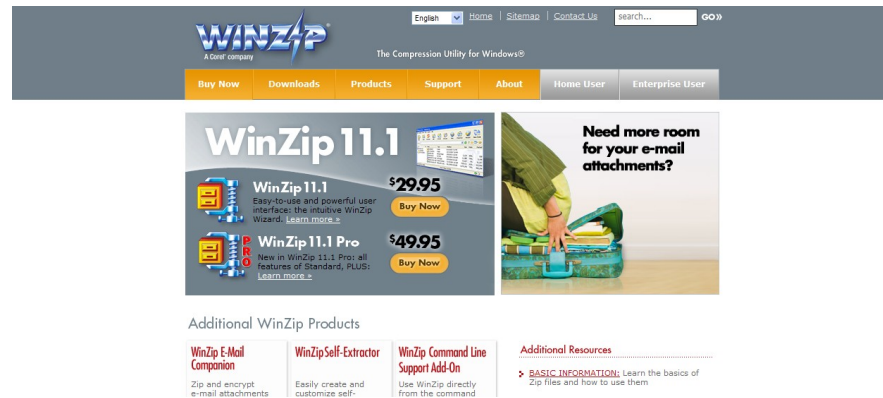 WINZIP®
A Corel® company
The Compression Utility for Windows®
English
Home | Sitemap | Contact Us
search...
GO»
Buy Now
Downloads
Products
Support
About
Home User
Enterprise User
WinZip 11.1
WinZip 11.1
$29.95
Easy-to-use and powerful user
interface: the intuitive WinZip
Wizard. Learn more »
Buy Now
PRO
WinZip 11.1 Pro
$49.95
New in WinZip 11.1 Pro: all
features of Standard, PLUS:
Learn more »
Buy Now
Need more room
for your e-mail
attachments?
Additional WinZip Products
WinZip E-Mail
Companion
Zip and encrypt
e-mail attachments
WinZip Self-Extractor
Easily create and
customize self-
WinZip Command Line
Support Add-On
Use WinZip directly
from the command
Additional Resources
BASIC INFORMATION: Learn the basics of
Zip files and how to use them